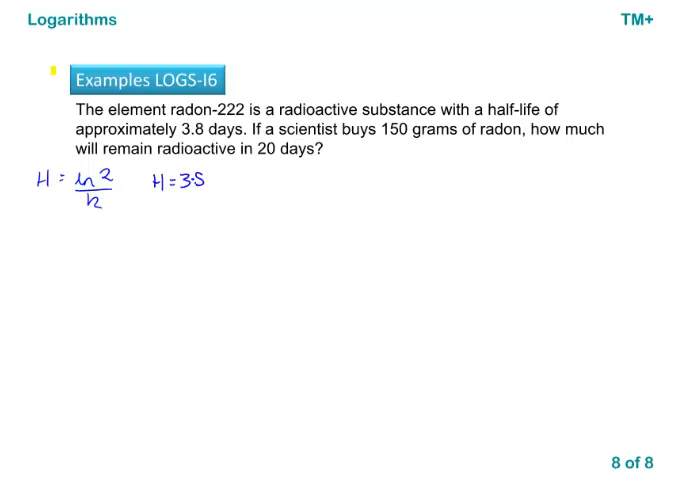 Logarithms TM+
Examples LOGS-I6
The element radon-222 is a radioactive substance with a half-life of
approximately 3.8 days. If a scientist buys 150 grams of radon, how much
will remain radioactive in 20 days?
H = ln 2 / k H = 3.8
8 of 8